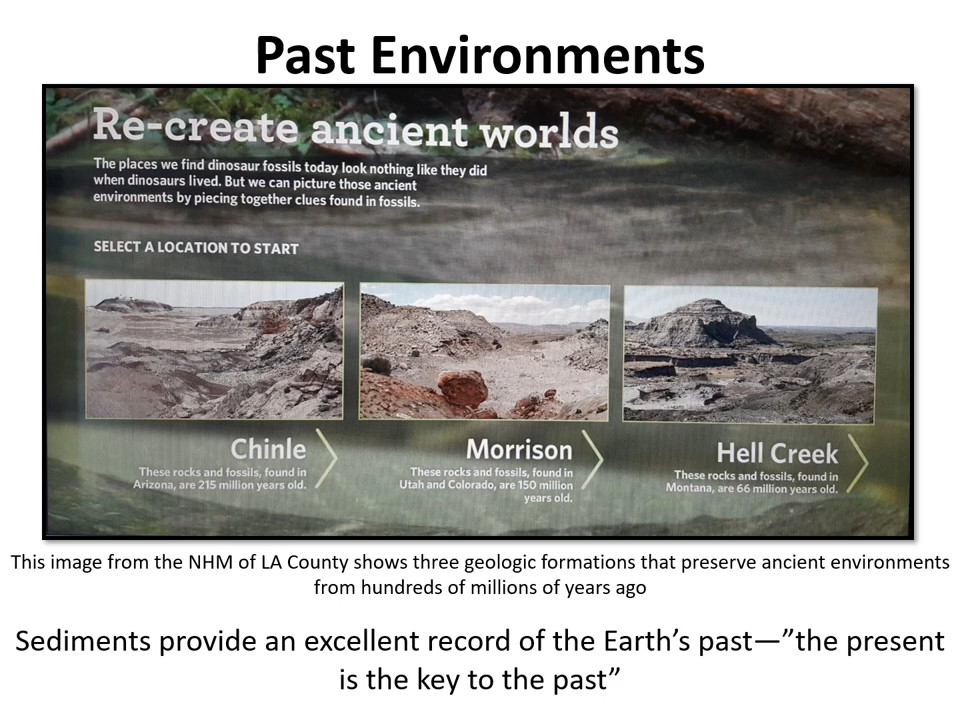 Past Environments
Re-create ancient worlds
The places we find dinosaur fossils today look nothing like they did
when dinosaurs lived. But we can picture those ancient
environments by piecing together clues found in fossils.
SELECT A LOCATION TO START
Chinle
These rocks and fossils, found in
Arizona, are 215 million years old.
Morrison
These rocks and fossils, found in
Utah and Colorado, are 150 million
years old.
Hell Creek
These rocks and fossils, found in
Montana, are 66 million years old.
This image from the NHM of LA County shows three geologic formations that preserve ancient environments
from hundreds of millions of years ago
Sediments provide an excellent record of the Earth’s past—”the present
is the key to the past”